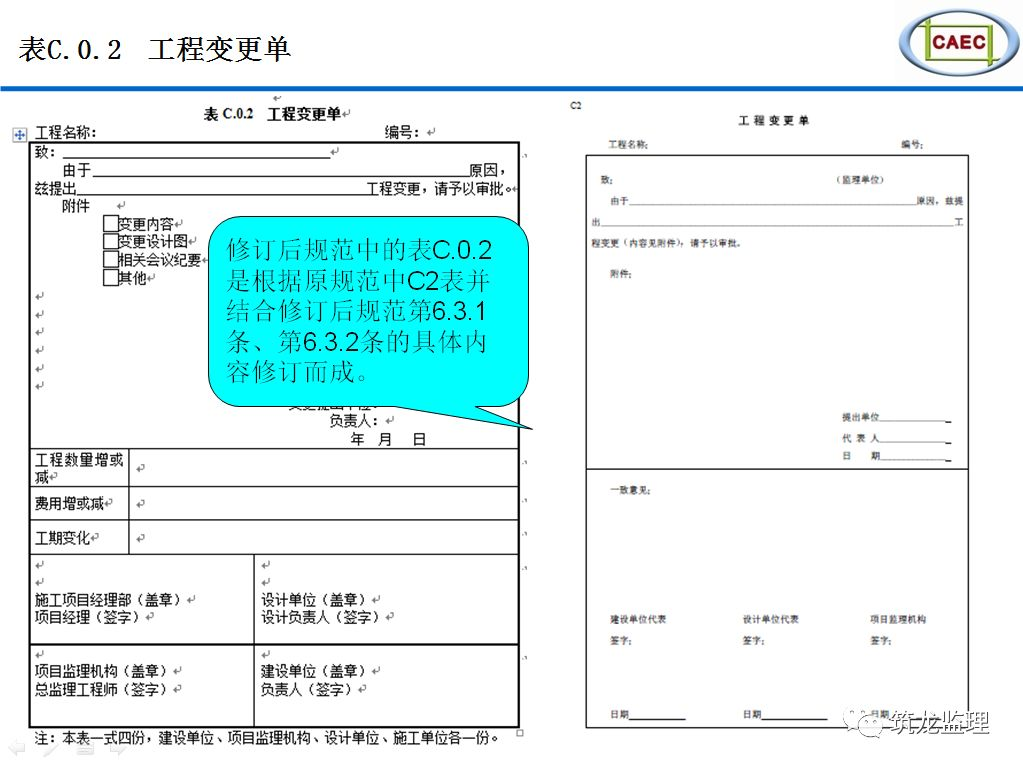 表C.0.2 工程变更单
CAEC
表 C.0.2 工程变更单
工程名称： 编号：
致：
由于原因，
兹提出工程变更，请予以审批。
附件
变更内容
变更设计图
相关会议纪要
其他
修订后规范中的表C.0.2
是根据原规范中C2表并
结合修订后规范第6.3.1
条、第6.3.2条的具体内
容修订而成。
负责人：
年 月 日
工程数量增或
减
费用增或减
工期变化
施工项目经理部（盖章）
项目经理（签字）
设计单位（盖章）
设计负责人（签字）
项目监理机构（盖章）
总监理工程师（签字）
建设单位（盖章）
负责人（签字）
注：本表一式四份，建设单位、项目监理机构、设计单位、施工单位各一份。
C2
工 程 变 更 单
工程名称： 编号：
致： （监理单位）
由于原因，兹提
出工
程变更（内容见附件），请予以审批。
附件：
提出单位
代 表 人
日 期
一致意见：
建设单位代表 设计单位代表 项目监理机构
签字： 签字： 签字：
日期 日期 日期
筑龙监理